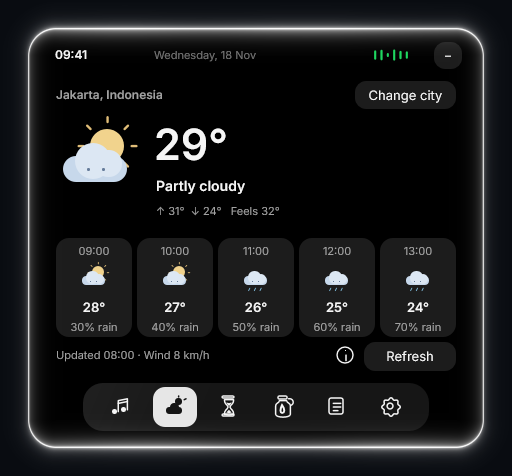 09:41 Wednesday, 18 Nov
Jakarta, Indonesia Change city
29°
Partly cloudy
↑ 31° ↓ 24° Feels 32°
09:00 10:00 11:00 12:00 13:00
28° 27° 26° 25° 24°
30% rain 40% rain 50% rain 60% rain 70% rain
Updated 08:00 · Wind 8 km/h Refresh